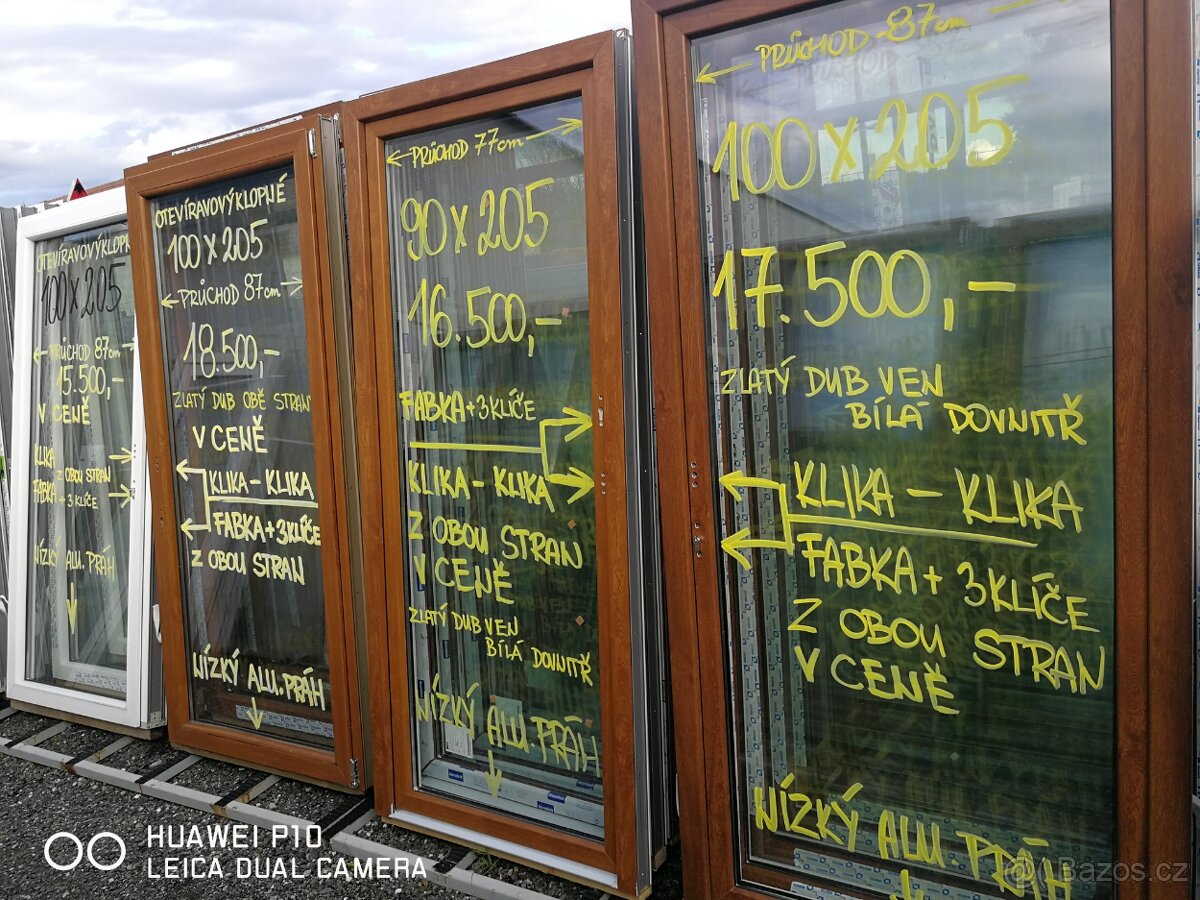 OTEVÍRAVOVÝKLOPN
100 X 205
PRŮCHOD 87cm
15.500,-
V CENĚ
KLIKA
Z OBOU STRAN
FABKA + 3 KLÍČE
NÍZKÝ ALU. PRÁH
OTEVÍRAVOVÝKLOPNÉ
100 X 205
PRŮCHOD 87cm
18.500,-
ZLATÝ DUB OBĚ STRAN
V CENĚ
KLIKA - KLIKA
FABKA + 3KLÍČE
Z OBOU STRAN
NÍZKÝ ALU. PRÁH
PRŮCHOD 77cm
90 X 205
16.500,-
FABKA + 3 KLÍČE
KLIKA - KLIKA
Z OBOU STRAN
V CENĚ
ZLATÝ DUB VEN
BÍLÁ DOVNITŘ
NÍZKÝ ALU. PRÁH
PRŮCHOD - 87cm
100 X 205
17.500,-
ZLATÝ DUB VEN
BÍLÁ DOVNITŘ
KLIKA - KLIKA
FABKA + 3 KLÍČE
Z OBOU STRAN
V CENĚ
NÍZKÝ ALU PRÁH
HUAWEI P10
LEICA DUAL CAMERA
Bazos.cz